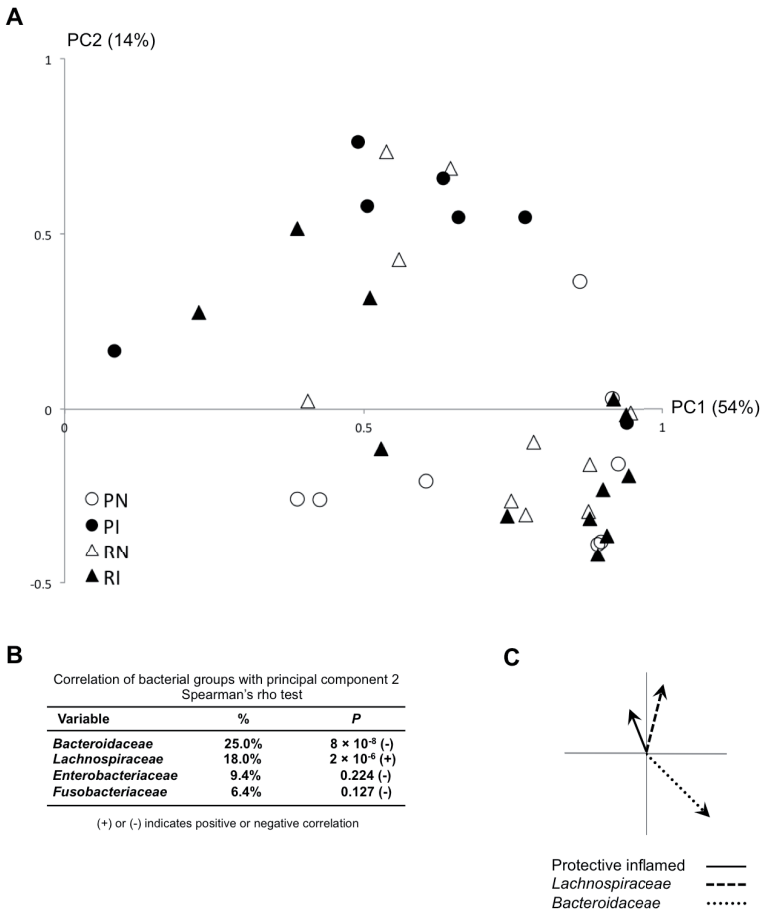 A
PC2 (14%)
1
0.5
0
PC1 (54%)
0
0.5
1
PN
PI
RN
RI
-0.5
B
Correlation of bacterial groups with principal component 2
Spearman's rho test
Variable % P
Bacteroidaceae 25.0% 8 × 10⁻⁸ (-)
Lachnospiraceae 18.0% 2 × 10⁻⁶ (+)
Enterobacteriaceae 9.4% 0.224 (-)
Fusobacteriaceae 6.4% 0.127 (-)
(+) or (-) indicates positive or negative correlation
C
Protective inflamed
Lachnospiraceae
Bacteroidaceae